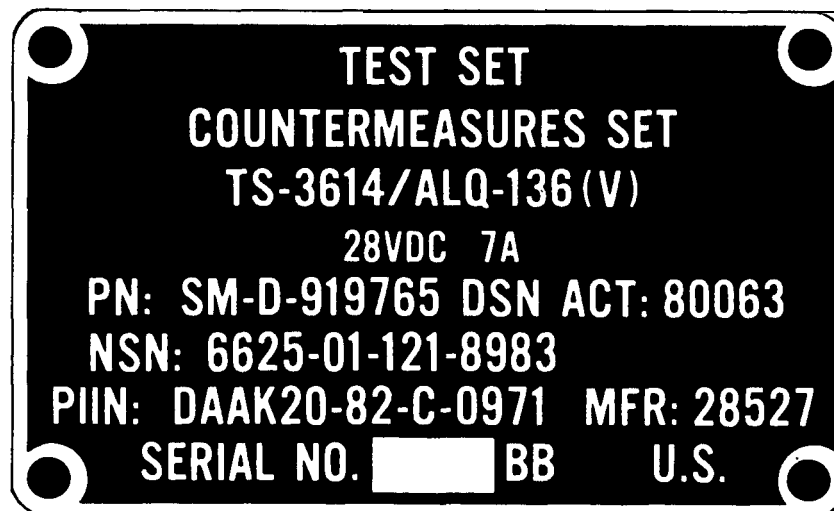 TEST SET
COUNTERMEASURES SET
TS-3614/ALQ-136(V)
28VDC 7A
PN: SM-D-919765 DSN ACT: 80063
NSN: 6625-01-121-8983
PIIN: DAAK20-82-C-0971 MFR: 28527
SERIAL NO. BB U.S.